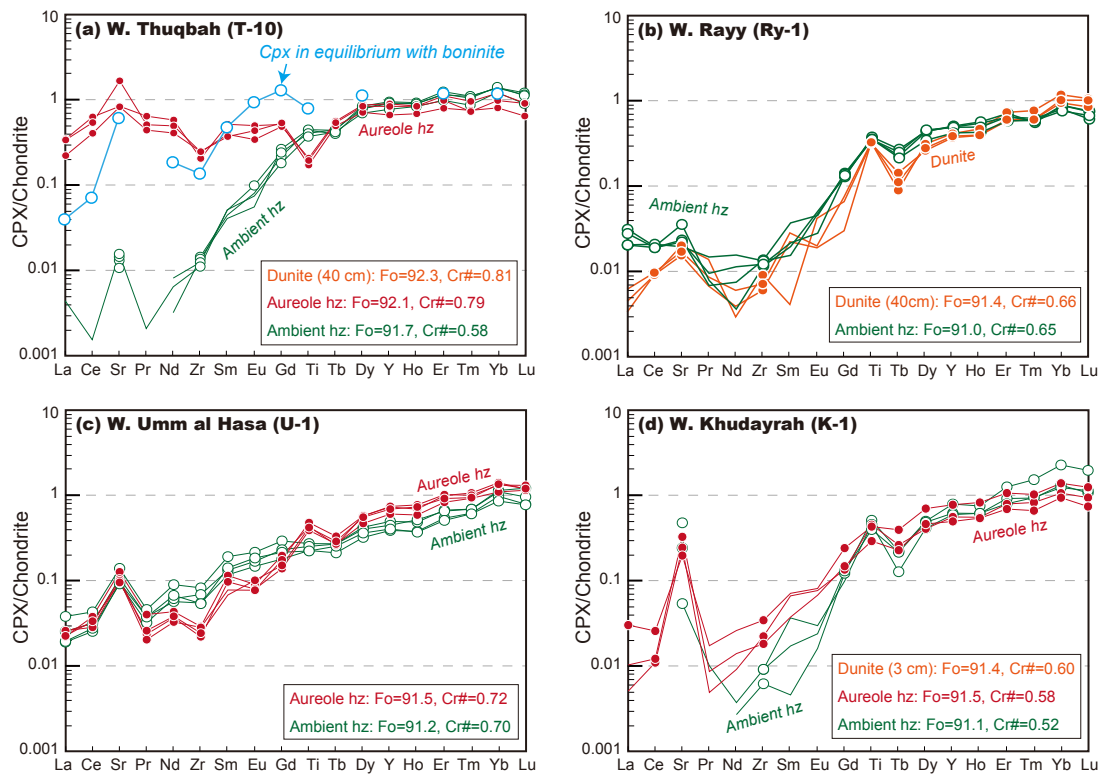 (a) W. Thuqbah (T-10)
Cpx in equilibrium with boninite
CPX/Chondrite
10
1
0.1
0.01
0.001
Aureole hz
Ambient hz
Dunite (40 cm): Fo=92.3, Cr#=0.81
Aureole hz: Fo=92.1, Cr#=0.79
Ambient hz: Fo=91.7, Cr#=0.58
La Ce Sr Pr Nd Zr Sm Eu Gd Ti Tb Dy Y Ho Er Tm Yb Lu
(b) W. Rayy (Ry-1)
CPX/Chondrite
10
1
0.1
0.01
0.001
Dunite
Ambient hz
Dunite (40cm): Fo=91.4, Cr#=0.66
Ambient hz: Fo=91.0, Cr#=0.65
La Ce Sr Pr Nd Zr Sm Eu Gd Ti Tb Dy Y Ho Er Tm Yb Lu
(c) W. Umm al Hasa (U-1)
CPX/Chondrite
10
1
0.1
0.01
0.001
Aureole hz
Ambient hz
Aureole hz: Fo=91.5, Cr#=0.72
Ambient hz: Fo=91.2, Cr#=0.70
La Ce Sr Pr Nd Zr Sm Eu Gd Ti Tb Dy Y Ho Er Tm Yb Lu
(d) W. Khudayrah (K-1)
CPX/Chondrite
10
1
0.1
0.01
0.001
Aureole hz
Ambient hz
Dunite (3 cm): Fo=91.4, Cr#=0.60
Aureole hz: Fo=91.5, Cr#=0.58
Ambient hz: Fo=91.1, Cr#=0.52
La Ce Sr Pr Nd Zr Sm Eu Gd Ti Tb Dy Y Ho Er Tm Yb Lu